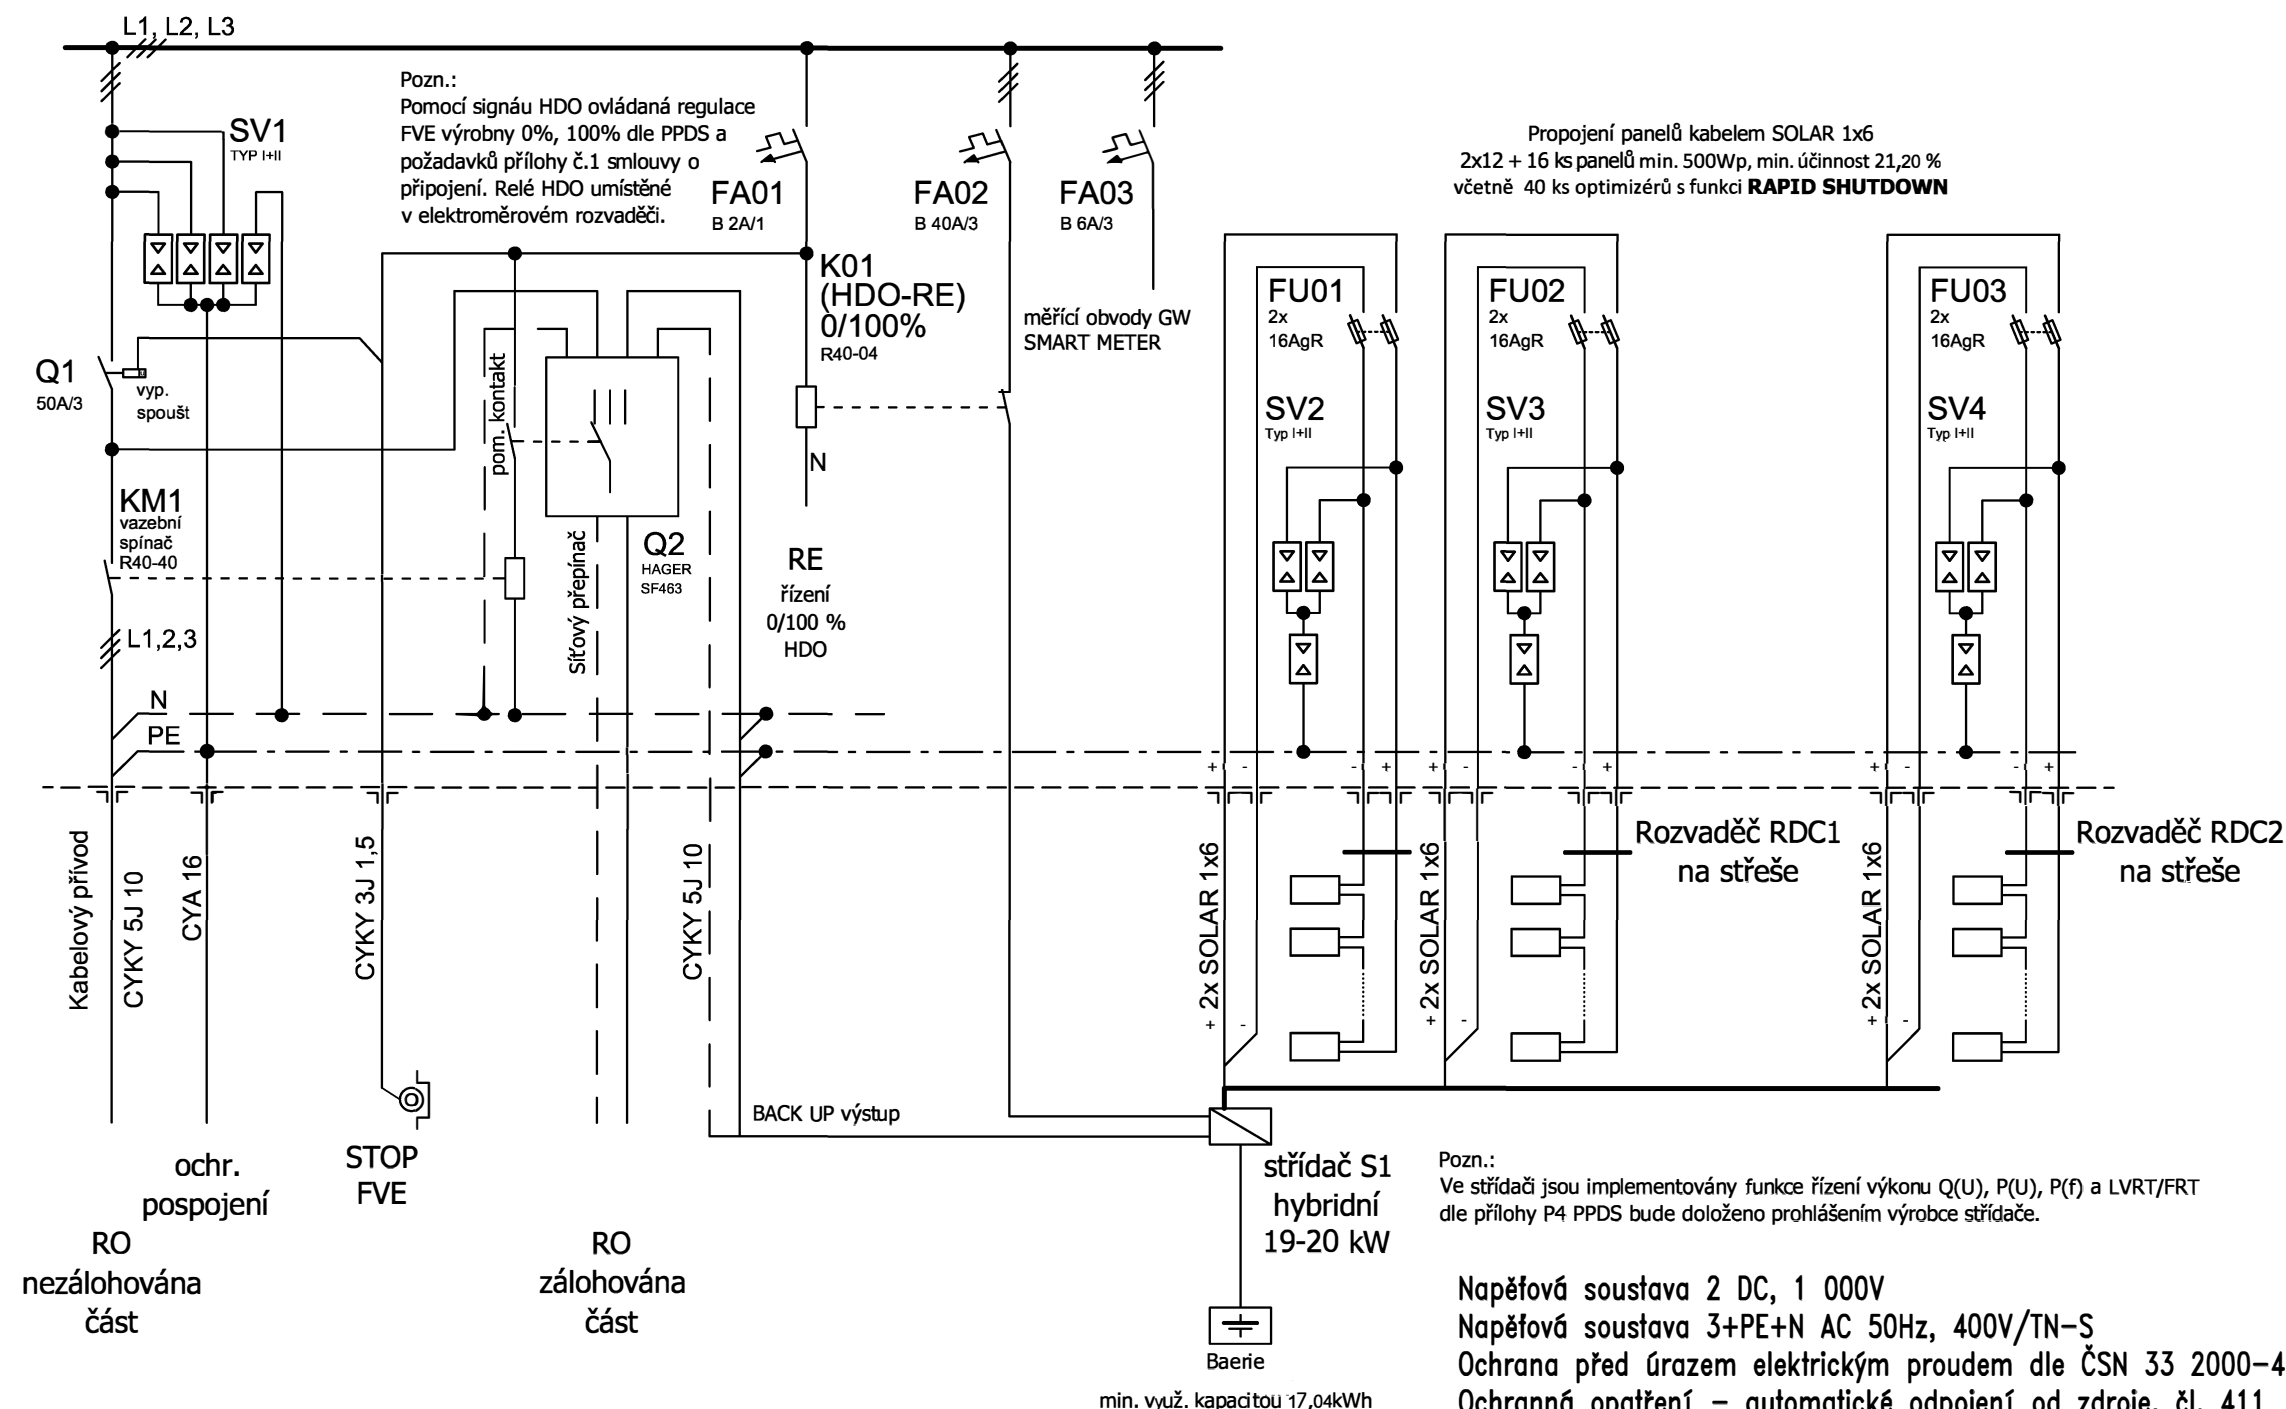 L1, L2, L3
Pozn.:
Pomocí signáu HDO ovládaná regulace
FVE výrobny 0%, 100% dle PPDS a
požadavků přílohy č.1 smlouvy o
připojení. Relé HDO umístěné
v elektroměrovém rozvaděči.
SV1
TYP I+II
FA01
B 2A/1
FA02
B 40A/3
FA03
B 6A/3
Propojení panelů kabelem SOLAR 1x6
2x12 + 16 ks panelů min. 500Wp, min. účinnost 21,20 %
včetně 40 ks optimizérů s funkci RAPID SHUTDOWN
K01
(HDO-RE)
0/100%
R40-04
měřící obvody GW
SMART METER
FU01
2x
16AgR
FU02
2x
16AgR
FU03
2x
16AgR
Q1
50A/3
vyp.
spoušt
pom. kontakt
SV2
Typ I+II
SV3
Typ I+II
SV4
Typ I+II
N
KM1
vazební
spínač
R40-40
Síťový přepínač
Q2
HAGER
SF463
RE
řízení
0/100 %
HDO
L1,2,3
N
PE
+ - - +
+ - - +
+ - - +
Kabelový přívod
CYKY 5J 10
CYA 16
CYKY 3J 1,5
CYKY 5J 10
2x SOLAR 1x6
+ -
2x SOLAR 1x6
+ -
2x SOLAR 1x6
+ -
Rozvaděč RDC1
na střeše
Rozvaděč RDC2
na střeše
BACK UP výstup
STOP
FVE
ochr.
pospojení
RO
nezálohována
část
RO
zálohována
část
střídač S1
hybridní
19-20 kW
Pozn.:
Ve střídači jsou implementovány funkce řízení výkonu Q(U), P(U), P(f) a LVRT/FRT
dle přílohy P4 PPDS bude doloženo prohlášením výrobce střídače.
Baerie
min. využ. kapacitou 17,04kWh
Napěťová soustava 2 DC, 1 000V
Napěťová soustava 3+PE+N AC 50Hz, 400V/TN-S
Ochrana před úrazem elektrickým proudem dle ČSN 33 2000-4
Ochranná opatření – automatické odpojení od zdroje, čl. 411